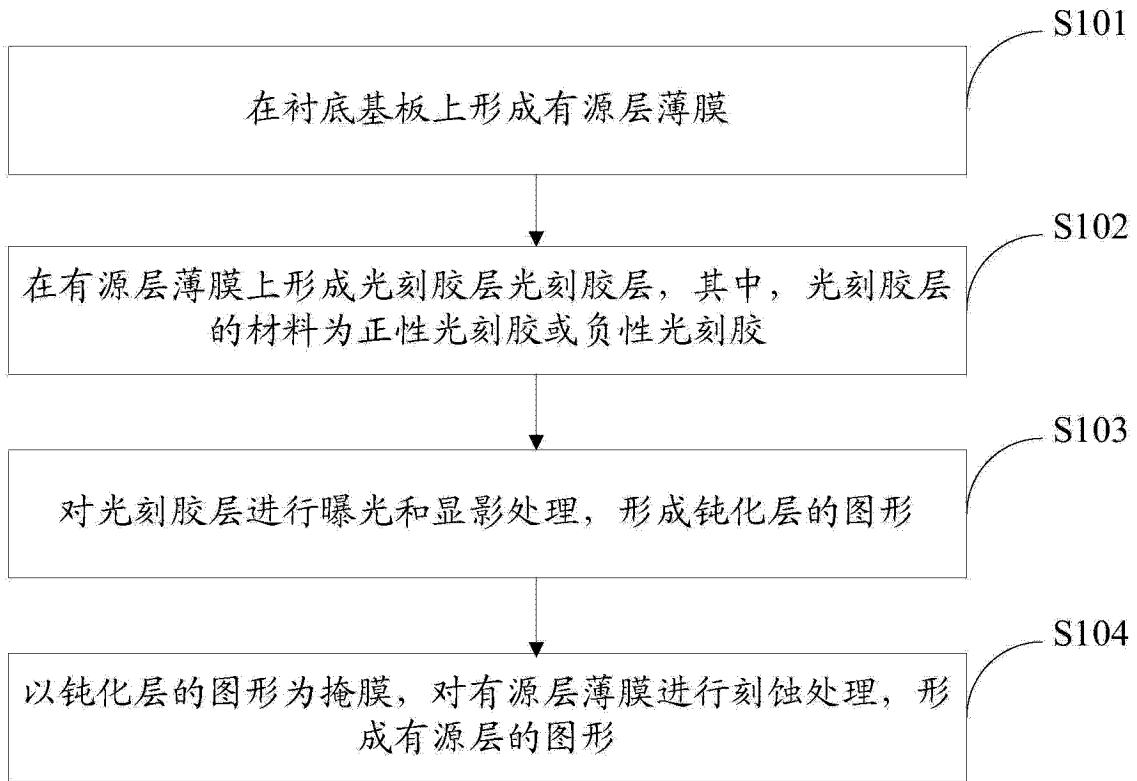 S101
在衬底基板上形成有源层薄膜
S102
在有源层薄膜上形成光刻胶层光刻胶层，其中，光刻胶层
的材料为正性光刻胶或负性光刻胶
S103
对光刻胶层进行曝光和显影处理，形成钝化层的图形
S104
以钝化层的图形为掩膜，对有源层薄膜进行刻蚀处理，形
成有源层的图形